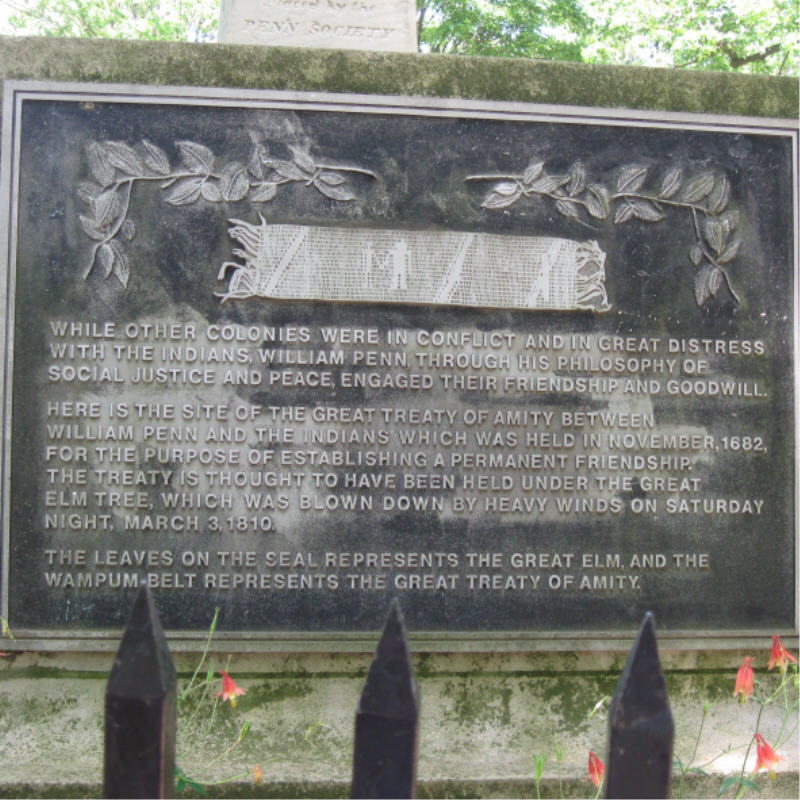 Placed by the
PENN SOCIETY
WHILE OTHER COLONIES WERE IN CONFLICT AND IN GREAT DISTRESS
WITH THE INDIANS, WILLIAM PENN, THROUGH HIS PHILOSOPHY OF
SOCIAL JUSTICE AND PEACE, ENGAGED THEIR FRIENDSHIP AND GOODWILL.
HERE IS THE SITE OF THE GREAT TREATY OF AMITY BETWEEN
WILLIAM PENN AND THE INDIANS WHICH WAS HELD IN NOVEMBER, 1682,
FOR THE PURPOSE OF ESTABLISHING A PERMANENT FRIENDSHIP.
THE TREATY IS THOUGHT TO HAVE BEEN HELD UNDER THE GREAT
ELM TREE, WHICH WAS BLOWN DOWN BY HEAVY WINDS ON SATURDAY
NIGHT, MARCH 3, 1810.
THE LEAVES ON THE SEAL REPRESENTS THE GREAT ELM, AND THE
WAMPUM-BELT REPRESENTS THE GREAT TREATY OF AMITY.